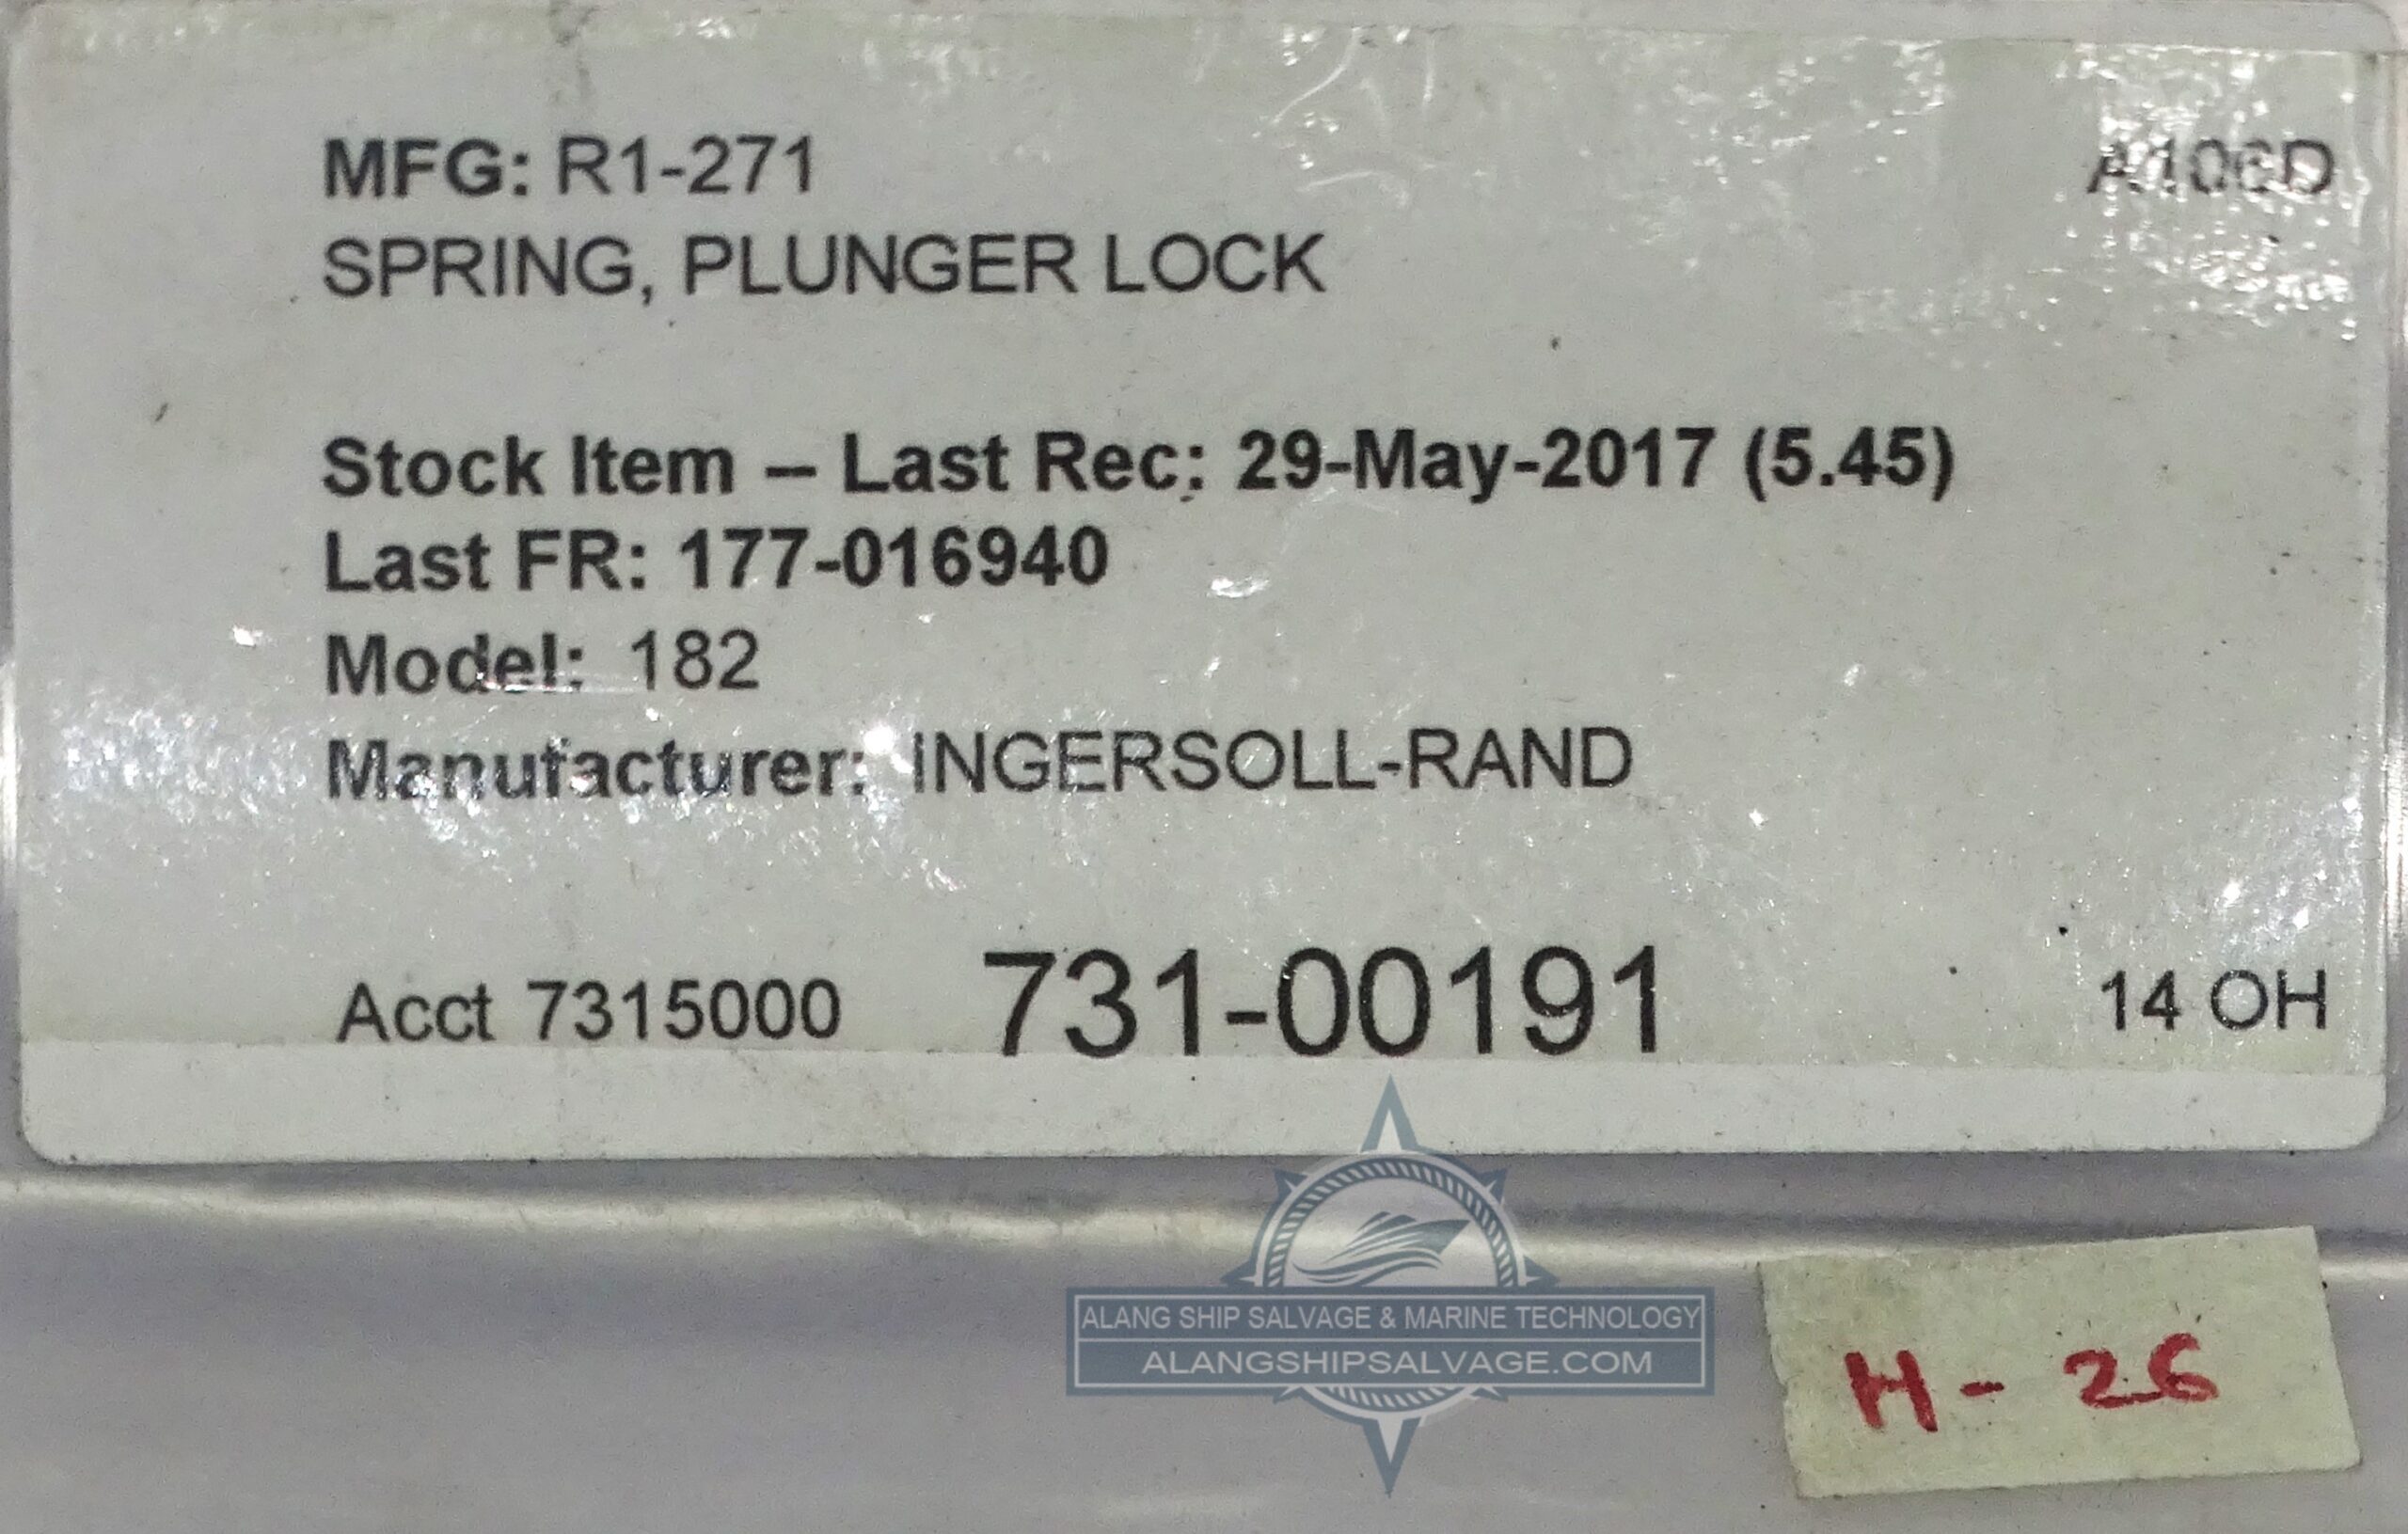 MFG: R1-271
A106D
SPRING, PLUNGER LOCK
Stock Item – Last Rec: 29-May-2017 (5.45)
Last FR: 177-016940
Model: 182
Manufacturer: INGERSOLL-RAND
Acct 7315000 731-00191 14 OH
ALANG SHIP SALVAGE & MARINE TECHNOLOGY
ALANGSHIPSALVAGE.COM
H - 26